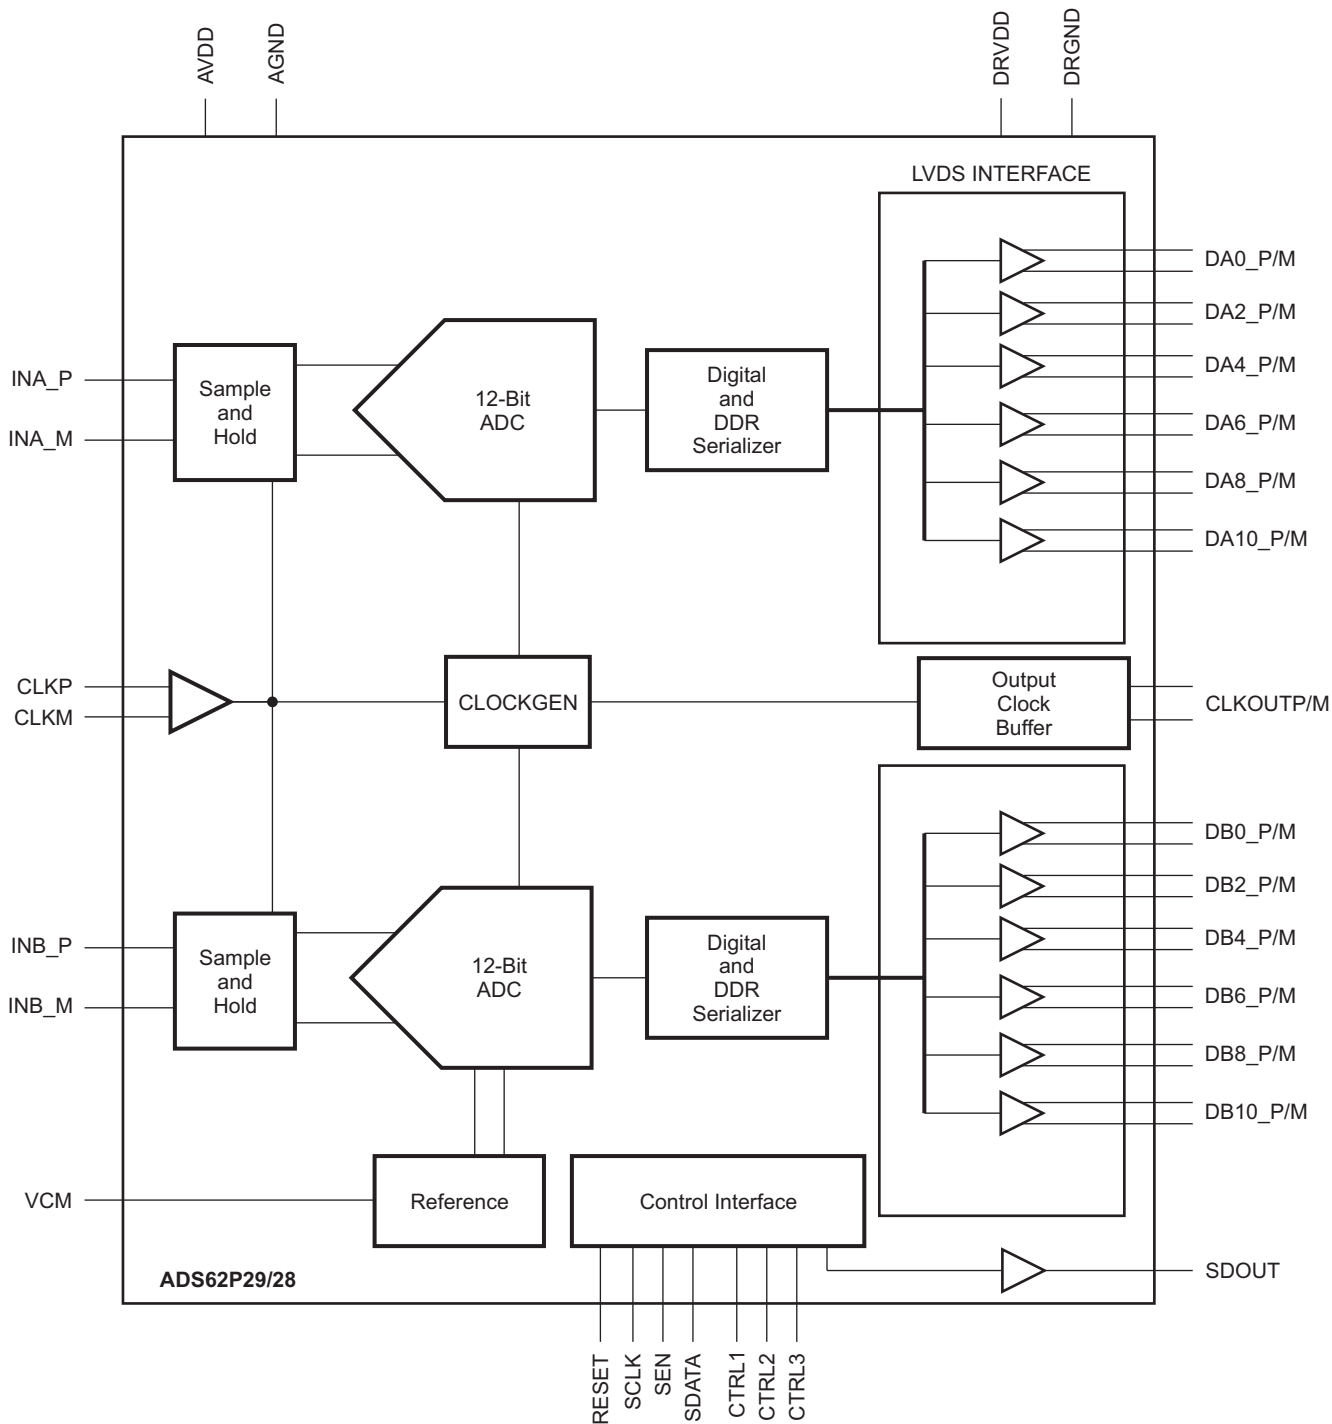 AVDD
AGND
DRVDD
DRGND
LVDS INTERFACE
DA0_P/M
DA2_P/M
DA4_P/M
DA6_P/M
DA8_P/M
DA10_P/M
INA_P
INA_M
Sample
and
Hold
12-Bit
ADC
Digital
and
DDR
Serializer
CLKP
CLKM
CLOCKGEN
Output
Clock
Buffer
CLKOUTP/M
DB0_P/M
DB2_P/M
DB4_P/M
DB6_P/M
DB8_P/M
DB10_P/M
INB_P
INB_M
Sample
and
Hold
12-Bit
ADC
Digital
and
DDR
Serializer
VCM
Reference
Control Interface
SDOUT
ADS62P29/28
RESET
SCLK
SEN
SDATA
CTRL1
CTRL2
CTRL3